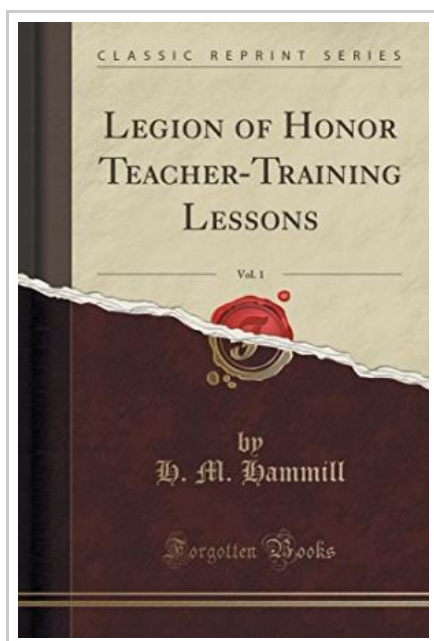 CLASSIC REPRINT SERIES
LEGION OF HONOR
TEACHER-TRAINING
LESSONS
Vol. 1
by
H. M. Hammill
Forgotten Books